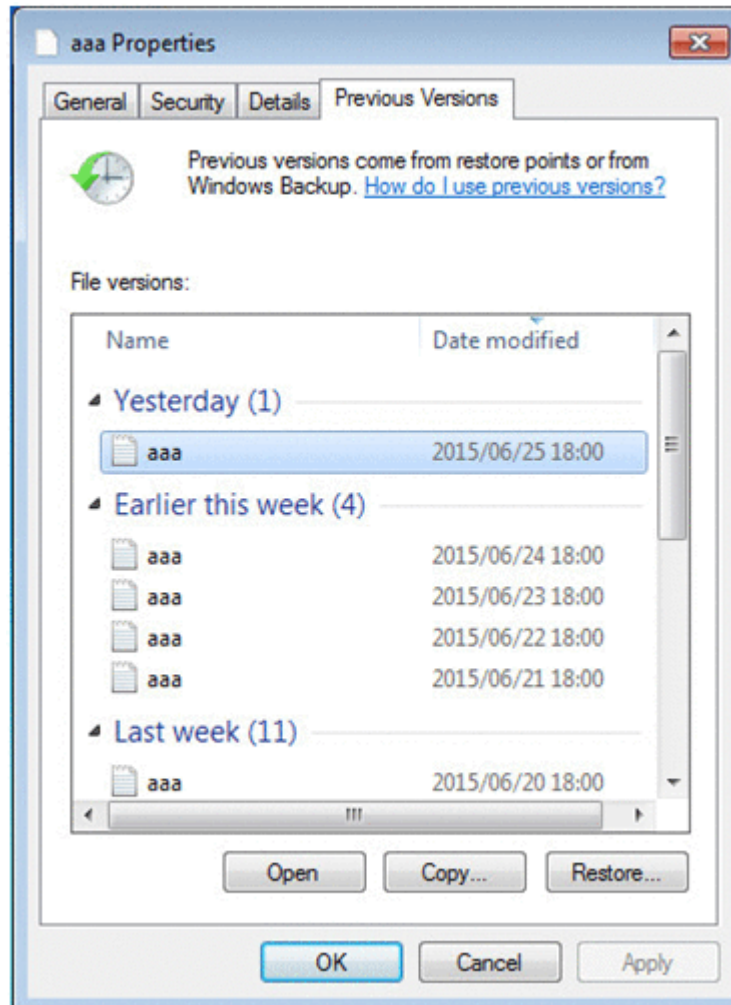 aaa Properties
General Security Details Previous Versions
Previous versions come from restore points or from
Windows Backup. How do I use previous versions?
File versions:
Name Date modified
Yesterday (1)
aaa 2015/06/25 18:00
Earlier this week (4)
aaa 2015/06/24 18:00
aaa 2015/06/23 18:00
aaa 2015/06/22 18:00
aaa 2015/06/21 18:00
Last week (11)
aaa 2015/06/20 18:00
Open Copy... Restore...
OK Cancel Apply